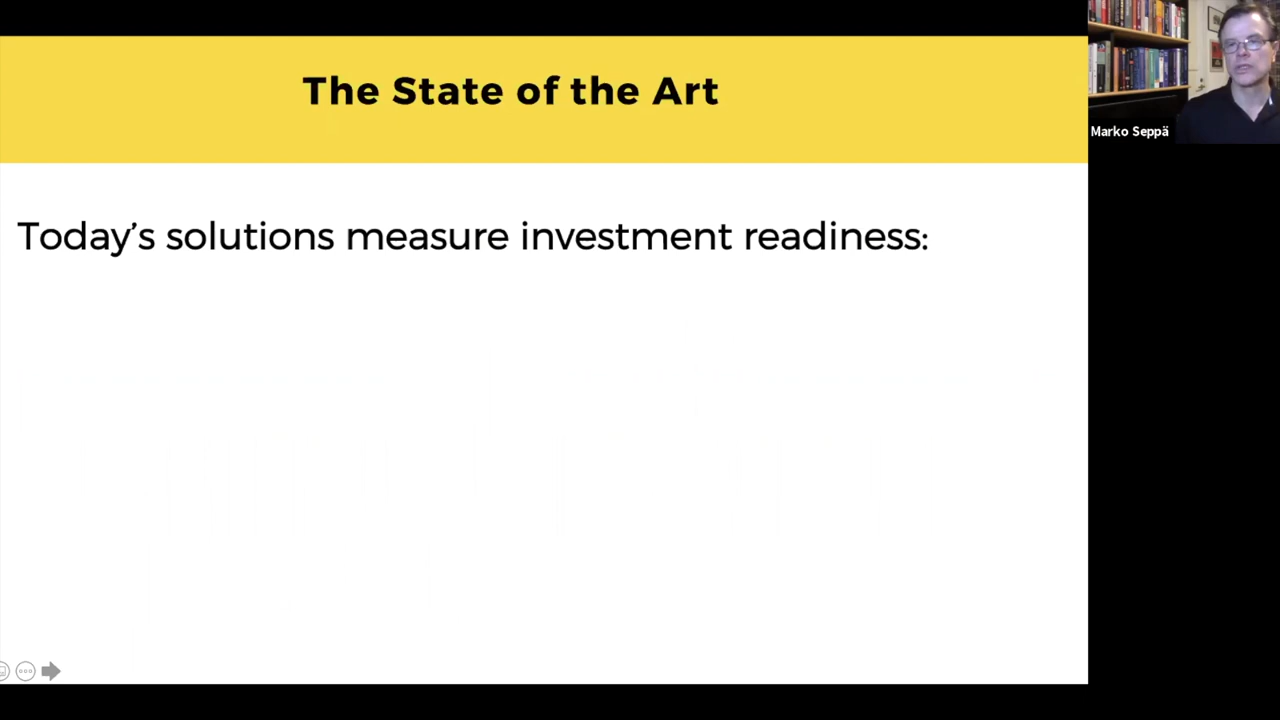 The State of the Art
Today's solutions measure investment readiness:
Marko Seppä